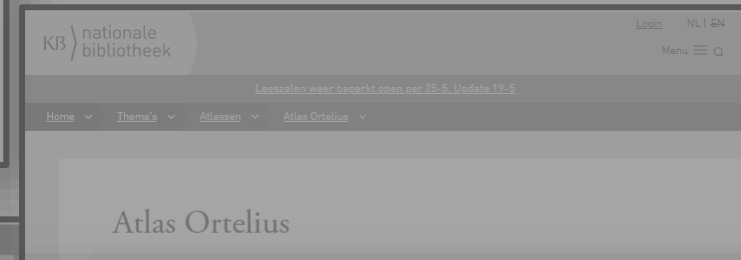 Login NL | EN
KB nationale
bibliotheek
Menu
Leeszalen weer beperkt open per 25-5. Update 19-5
Home Thema's Atlassen Atlas Ortelius
Atlas Ortelius